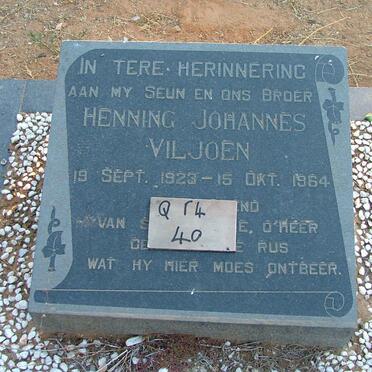 IN TERE HERINNERING
AAN MY SEUN EN ONS BROER
HENNING JOHANNES
VILJOEN
19 SEPT. 1923 - 15 OKT. 1964
Q 54
40
VAN O HEER
RUS
WAT HY HIER MOES ONTBEER.